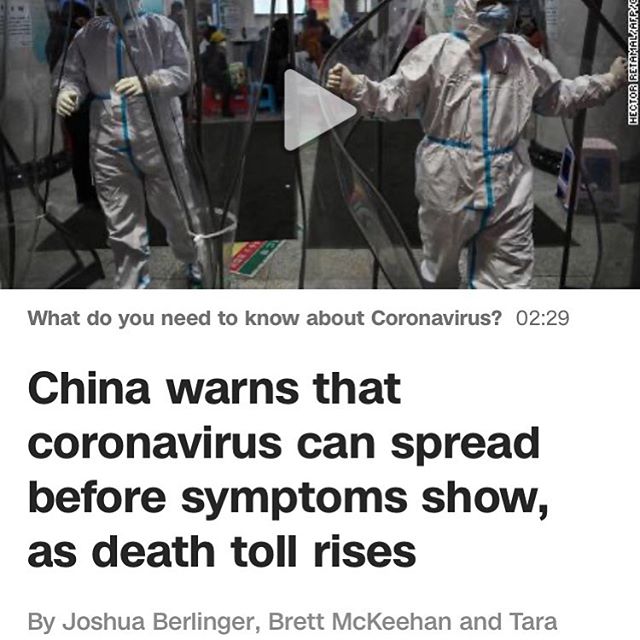 HECTOR RETAMAL/AFP/G
What do you need to know about Coronavirus? 02:29
China warns that
coronavirus can spread
before symptoms show,
as death toll rises
By Joshua Berlinger, Brett McKeehan and Tara